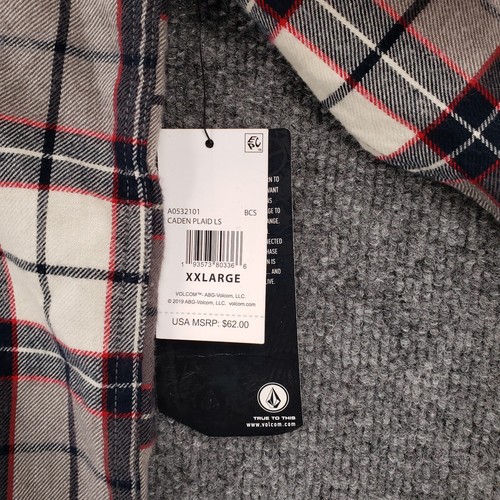 A0532101 BCS
CADEN PLAID LS
1 93573 80336 6
XXLARGE
VOLCOM™- ABG-Volcom, LLC
© 2019 ABG-Volcom, LLC. volcom.com
USA MSRP: $62.00
TRUE TO THIS
www.volcom.com